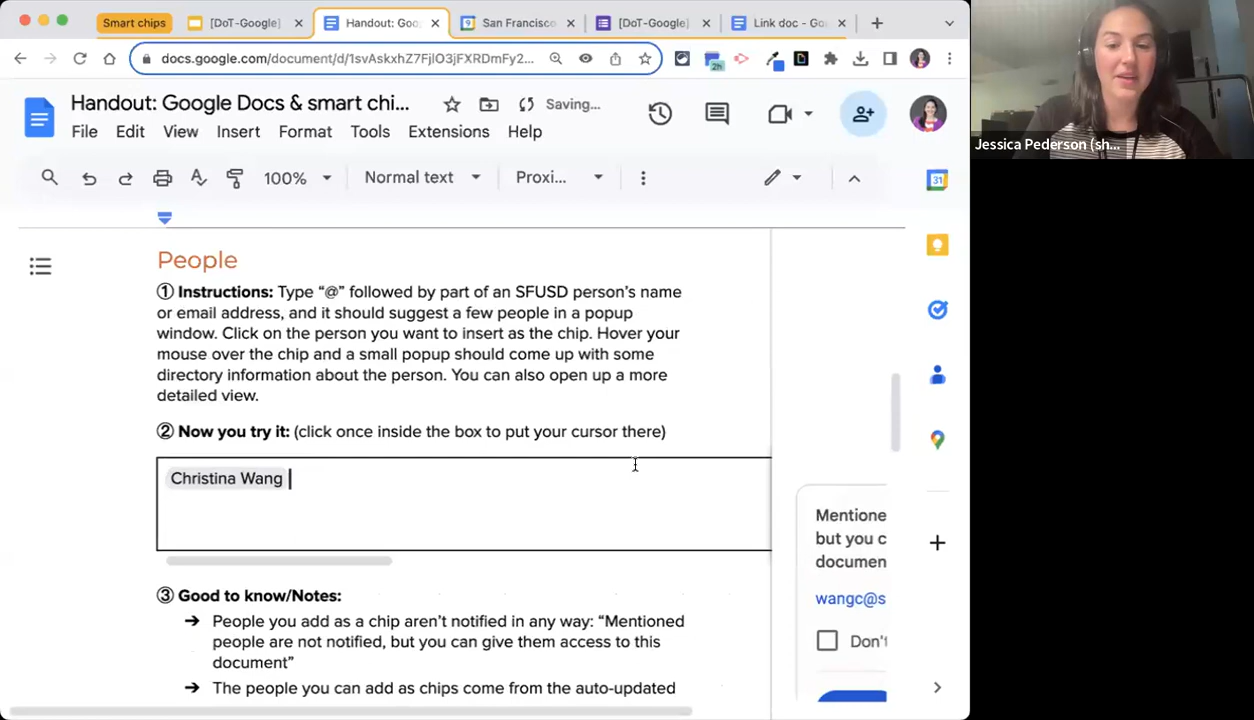 Smart chips
[DoT-Google]
Handout: Goo
San Francisco
[DoT-Google]
Link doc - Go
docs.google.com/document/d/1svAskxhZ7FjlO3jFXRDmFy2...
2h
Handout: Google Docs & smart chi...
Saving...
File Edit View Insert Format Tools Extensions Help
100%
Normal text
Proxi...
31
Jessica Pederson (sh...
People
① Instructions: Type “@” followed by part of an SFUSD person’s name
or email address, and it should suggest a few people in a popup
window. Click on the person you want to insert as the chip. Hover your
mouse over the chip and a small popup should come up with some
directory information about the person. You can also open up a more
detailed view.
② Now you try it: (click once inside the box to put your cursor there)
Christina Wang
Mentione
but you c
documen
wangc@s
Don't
③ Good to know/Notes:
➔ People you add as a chip aren’t notified in any way: “Mentioned
people are not notified, but you can give them access to this
document”
➔ The people you can add as chips come from the auto-updated